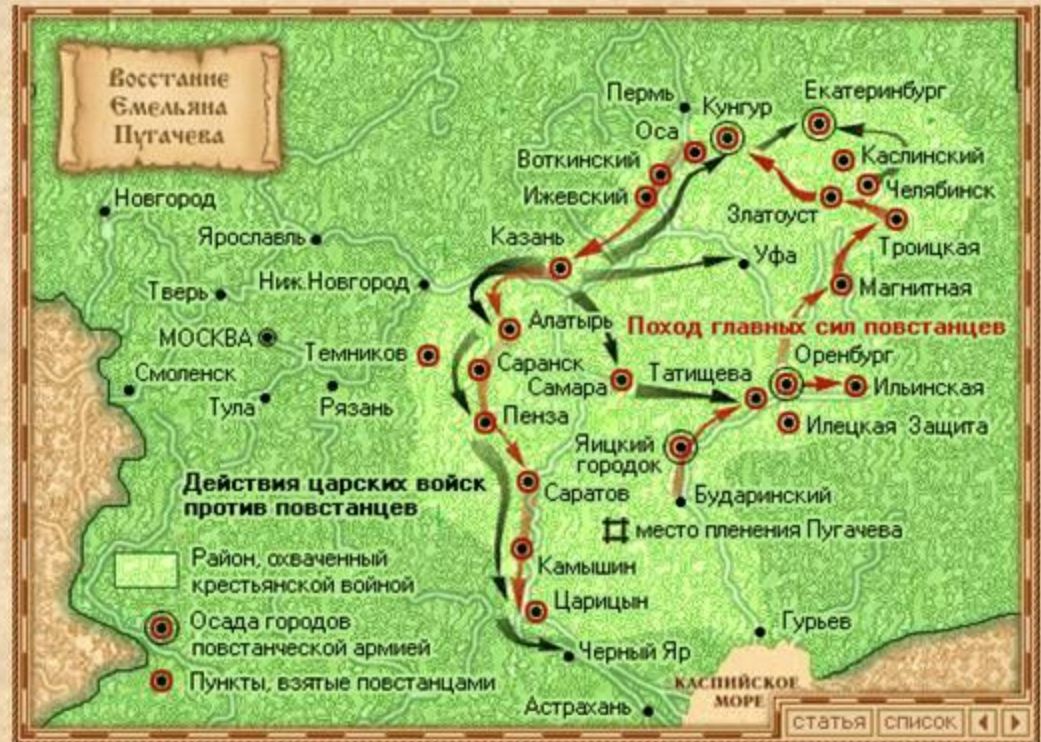 Восстание
Емельяна
Пугачева
Пермь
Кунгур
Екатеринбург
Оса
Воткинский
Каслинский
Ижевский
Челябинск
Новгород
Златоуст
Ярославль
Казань
Троицкая
Уфа
Тверь
Ниж.Новгород
Магнитная
Алатырь
Поход главных сил повстанцев
МОСКВА
Темников
Саранск
Оренбург
Смоленск
Самара
Татищева
Ильинская
Тула
Рязань
Пенза
Илецкая Защита
Яицкий
городок
Действия царских войск
против повстанцев
Саратов
Бударинский
место пленения Пугачева
Район, охваченный
крестьянской войной
Камышин
Царицын
Осада городов
повстанческой армией
Гурьев
Черный Яр
Пункты, взятые повстанцами
КАСПИЙСКОЕ
МОРЕ
Астрахань
статья список